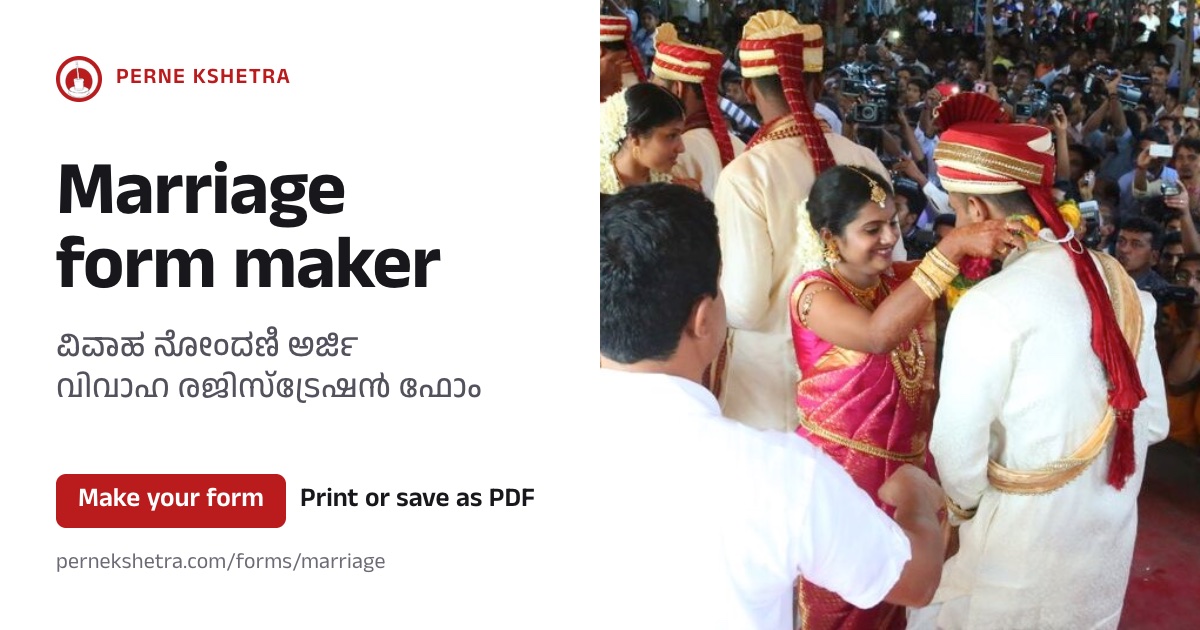 PERNE KSHETRA
Marriage
form maker
ವಿವಾಹ ನೋಂದಣಿ ಅರ್ಜಿ
വിവാഹ രജിസ്ട്രേഷൻ ഫോം
Make your form
Print or save as PDF
pernekshetra.com/forms/marriage